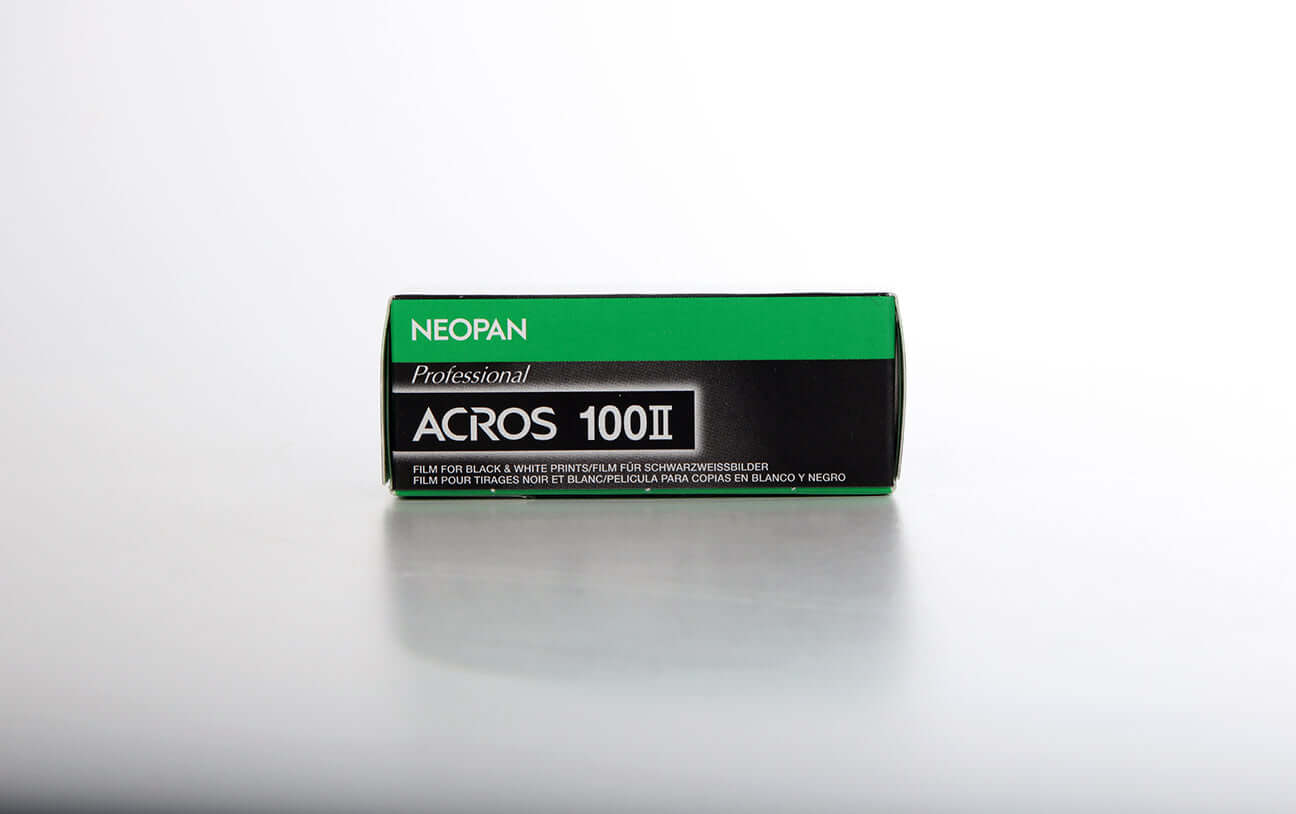 NEOPAN
Professional
ACROS 100II
FILM FOR BLACK & WHITE PRINTS/FILM FÜR SCHWARZWEISSBILDER
FILM POUR TIRAGES NOIR ET BLANC/PELICULA PARA COPIAS EN BLANCO Y NEGRO